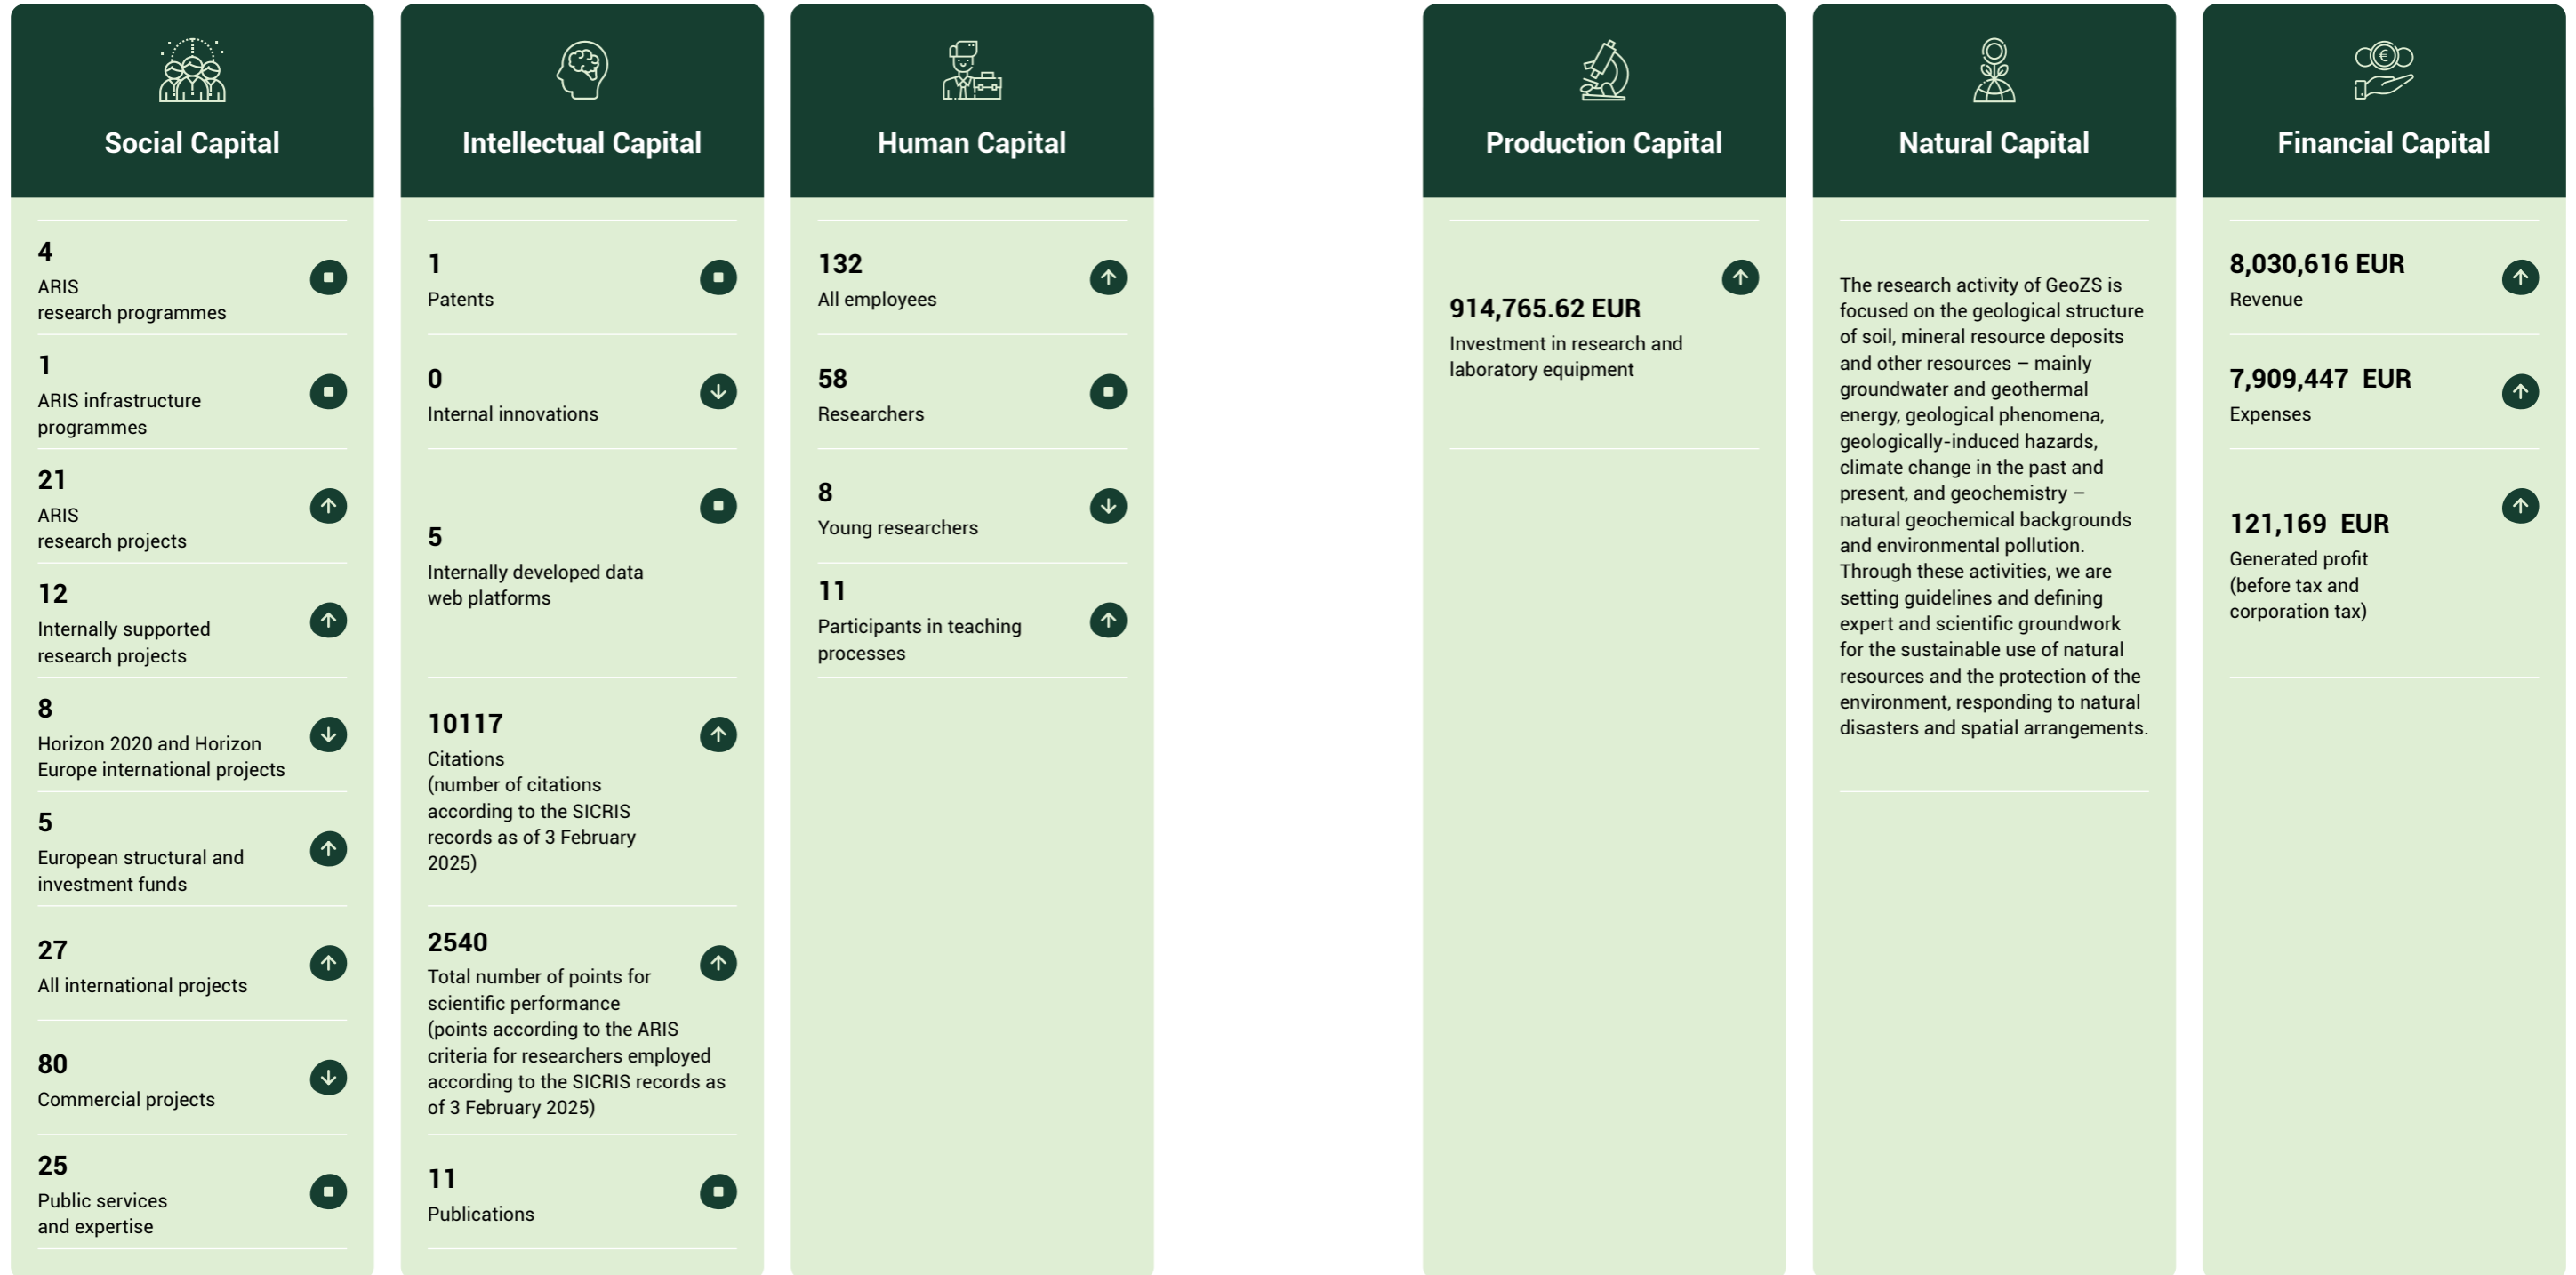 Social Capital
4
ARIS
research programmes
1
ARIS infrastructure
programmes
21
ARIS
research projects
12
Internally supported
research projects
8
Horizon 2020 and Horizon
Europe international projects
5
European structural and
investment funds
27
All international projects
80
Commercial projects
25
Public services
and expertise
Intellectual Capital
1
Patents
0
Internal innovations
5
Internally developed data
web platforms
10117
Citations
(number of citations
according to the SICRIS
records as of 3 February
2025)
2540
Total number of points for
scientific performance
(points according to the ARIS
criteria for researchers employed
according to the SICRIS records as
of 3 February 2025)
11
Publications
Human Capital
132
All employees
58
Researchers
8
Young researchers
11
Participants in teaching
processes
Production Capital
914,765.62 EUR
Investment in research and
laboratory equipment
Natural Capital
The research activity of GeoZS is
focused on the geological structure
of soil, mineral resource deposits
and other resources – mainly
groundwater and geothermal
energy, geological phenomena,
geologically-induced hazards,
climate change in the past and
present, and geochemistry –
natural geochemical backgrounds
and environmental pollution.
Through these activities, we are
setting guidelines and defining
expert and scientific groundwork
for the sustainable use of natural
resources and the protection of the
environment, responding to natural
disasters and spatial arrangements.
€
Financial Capital
8,030,616 EUR
Revenue
7,909,447  EUR
Expenses
121,169  EUR
Generated profit
(before tax and
corporation tax)